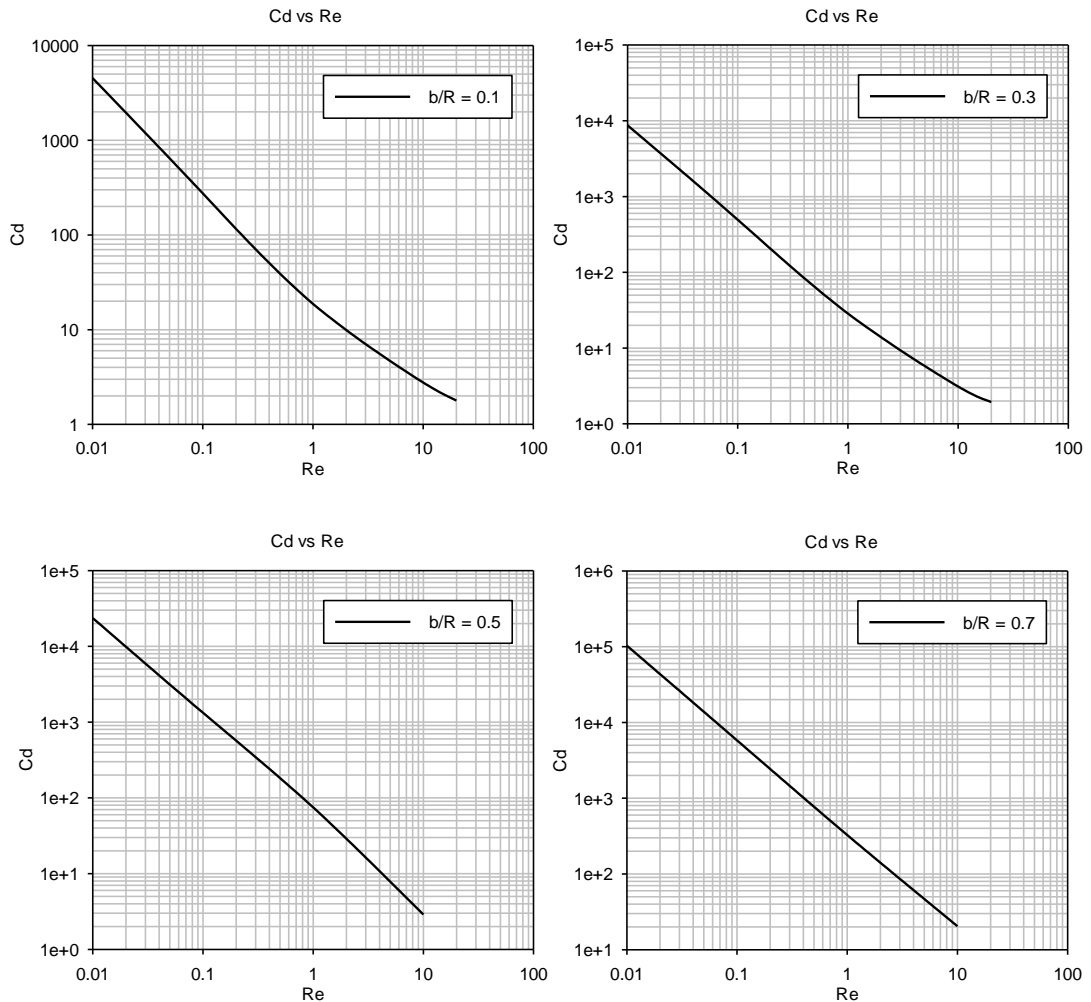 Cd vs Re
10000
1000
100
10
1
Cd
0.01 0.1 1 10 100
Re
b/R = 0.1
Cd vs Re
1e+5
1e+4
1e+3
1e+2
1e+1
1e+0
Cd
0.01 0.1 1 10 100
Re
b/R = 0.3
Cd vs Re
1e+5
1e+4
1e+3
1e+2
1e+1
1e+0
Cd
0.01 0.1 1 10 100
Re
b/R = 0.5
Cd vs Re
1e+6
1e+5
1e+4
1e+3
1e+2
1e+1
Cd
0.01 0.1 1 10 100
Re
b/R = 0.7